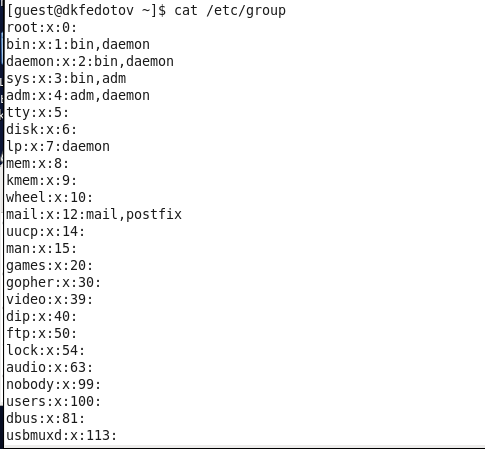 [guest@dkfedotov ~]$ cat /etc/group
root:x:0:
bin:x:1:bin,daemon
daemon:x:2:bin,daemon
sys:x:3:bin,adm
adm:x:4:adm,daemon
tty:x:5:
disk:x:6:
lp:x:7:daemon
mem:x:8:
kmem:x:9:
wheel:x:10:
mail:x:12:mail,postfix
uucp:x:14:
man:x:15:
games:x:20:
gopher:x:30:
video:x:39:
dip:x:40:
ftp:x:50:
lock:x:54:
audio:x:63:
nobody:x:99:
users:x:100:
dbus:x:81:
usbmuxd:x:113: